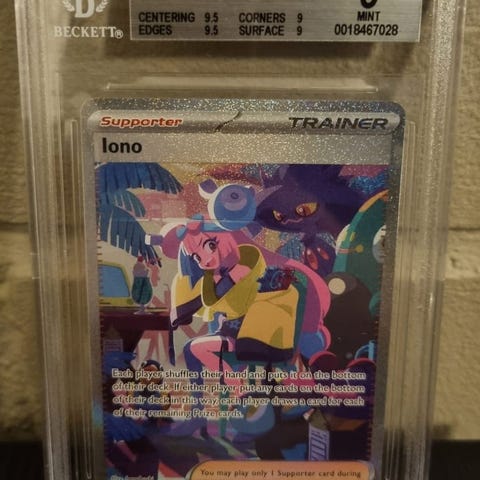 CENTERING 9.5 CORNERS 9
EDGES 9.5 SURFACE 9
MINT
0018467028
BECKETT®
Supporter TRAINER
Iono
Each player shuffles their hand and puts it on the bottom
of their deck. If either player put any cards on the bottom
of their deck in this way, each player draws a card for each
of their remaining Prize cards.
You may play only 1 Supporter card during